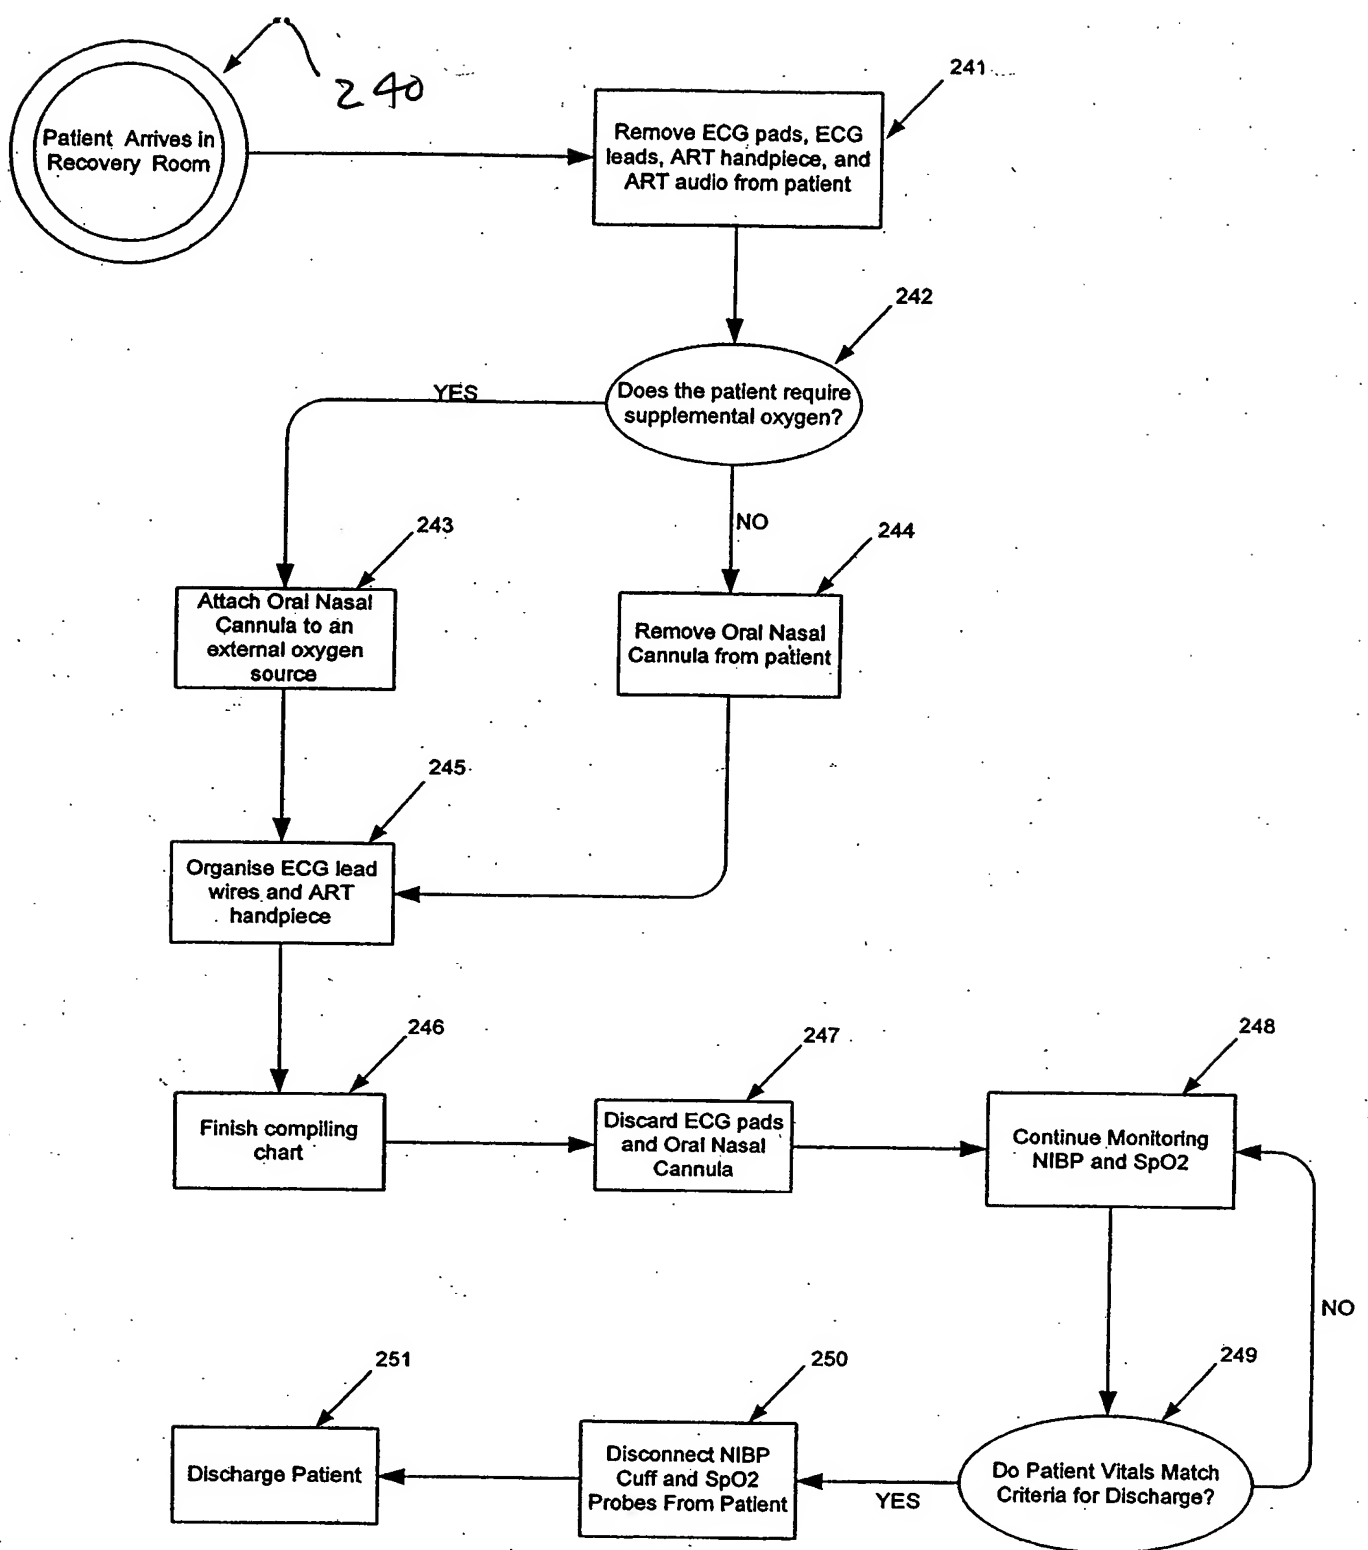 240
Patient Arrives in
Recovery Room
241
Remove ECG pads, ECG
leads, ART handpiece, and
ART audio from patient
242
Does the patient require
supplemental oxygen?
YES
NO
243
Attach Oral Nasal
Cannula to an
external oxygen
source
244
Remove Oral Nasal
Cannula from patient
245
Organise ECG lead
wires and ART
handpiece
246
Finish compiling
chart
247
Discard ECG pads
and Oral Nasal
Cannula
248
Continue Monitoring
NIBP and SpO2
NO
249
Do Patient Vitals Match
Criteria for Discharge?
YES
250
Disconnect NIBP
Cuff and SpO2
Probes From Patient
251
Discharge Patient